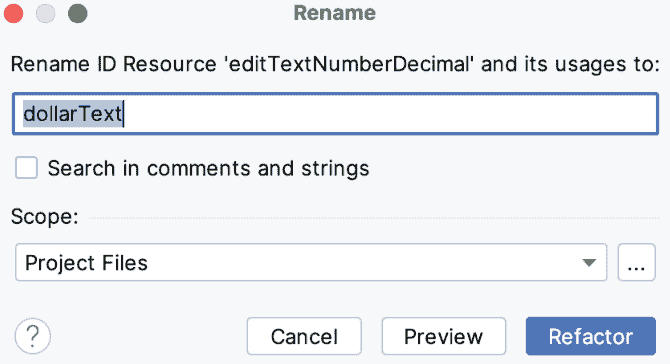 Rename
Rename ID Resource 'editTextNumberDecimal' and its usages to:
dollarText
Search in comments and strings
Scope:
Project Files
...
? Cancel Preview Refactor